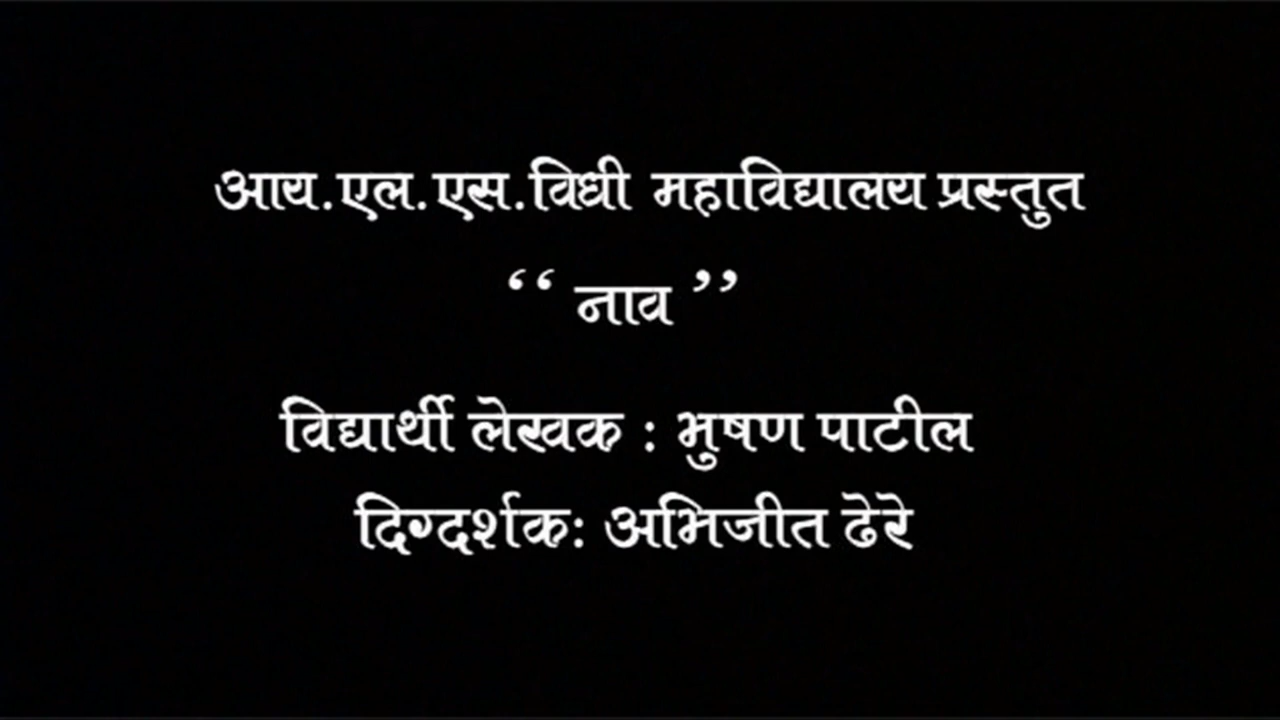 आय.एल.एस.विधी महाविद्यालय प्रस्तुत
‘‘ नाव ’’
विद्यार्थी लेखक : भुषण पाटील
दिग्दर्शक: अभिजीत ढेरे